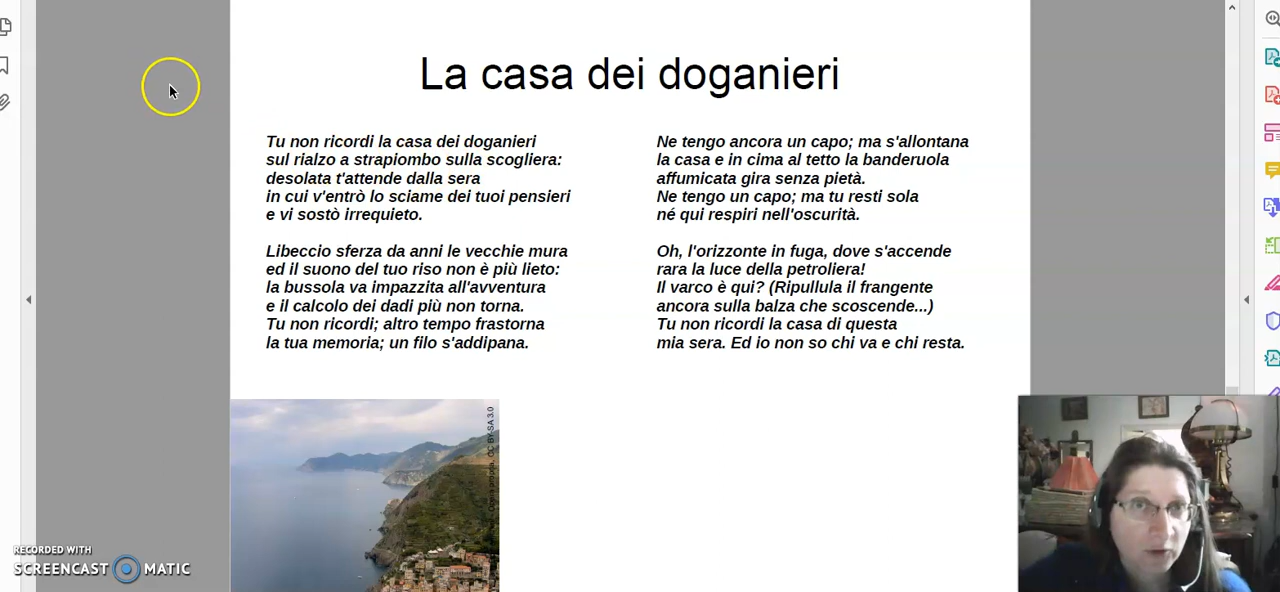 La casa dei doganieri
Tu non ricordi la casa dei doganieri
sul rialzo a strapiombo sulla scogliera:
desolata t'attende dalla sera
in cui v'entrò lo sciame dei tuoi pensieri
e vi sostò irrequieto.
Libeccio sferza da anni le vecchie mura
ed il suono del tuo riso non è più lieto:
la bussola va impazzita all'avventura
e il calcolo dei dadi più non torna.
Tu non ricordi; altro tempo frastorna
la tua memoria; un filo s'addipana.
Ne tengo ancora un capo; ma s'allontana
la casa e in cima al tetto la banderuola
affumicata gira senza pietà.
Ne tengo un capo; ma tu resti sola
né qui respiri nell'oscurità.
Oh, l'orizzonte in fuga, dove s'accende
rara la luce della petroliera!
Il varco è qui? (Ripullula il frangente
ancora sulla balza che scoscende...)
Tu non ricordi la casa di questa
mia sera. Ed io non so chi va e chi resta.
CC BY-SA 3.0
RECORDED WITH
SCREENCAST MATIC